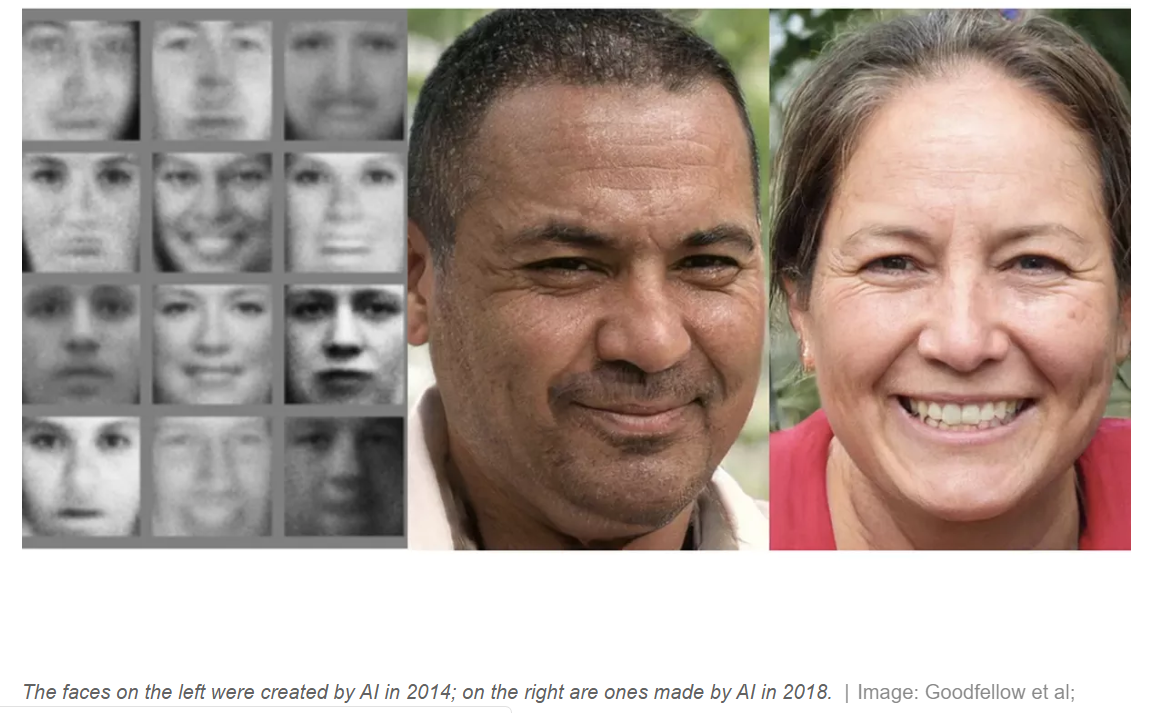 The faces on the left were created by AI in 2014; on the right are ones made by AI in 2018. | Image: Goodfellow et al;